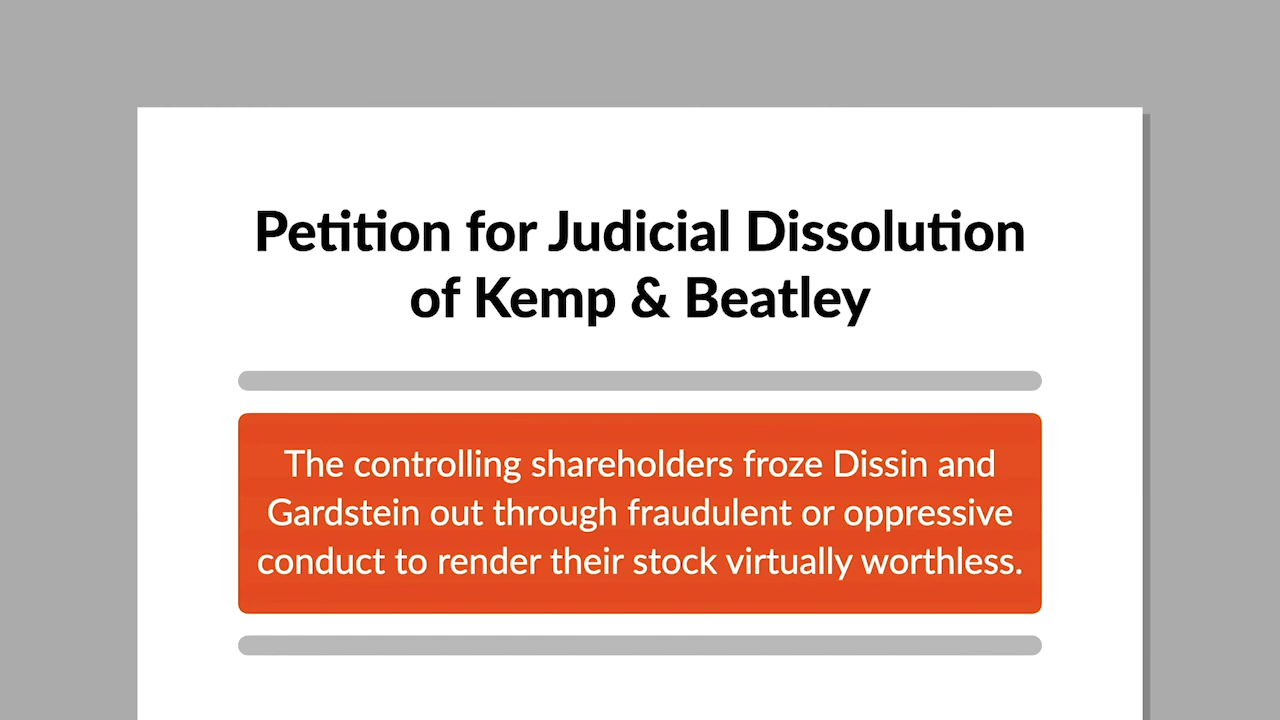 Petition for Judicial Dissolution
of Kemp & Beatley
The controlling shareholders froze Dissin and
Gardstein out through fraudulent or oppressive
conduct to render their stock virtually worthless.